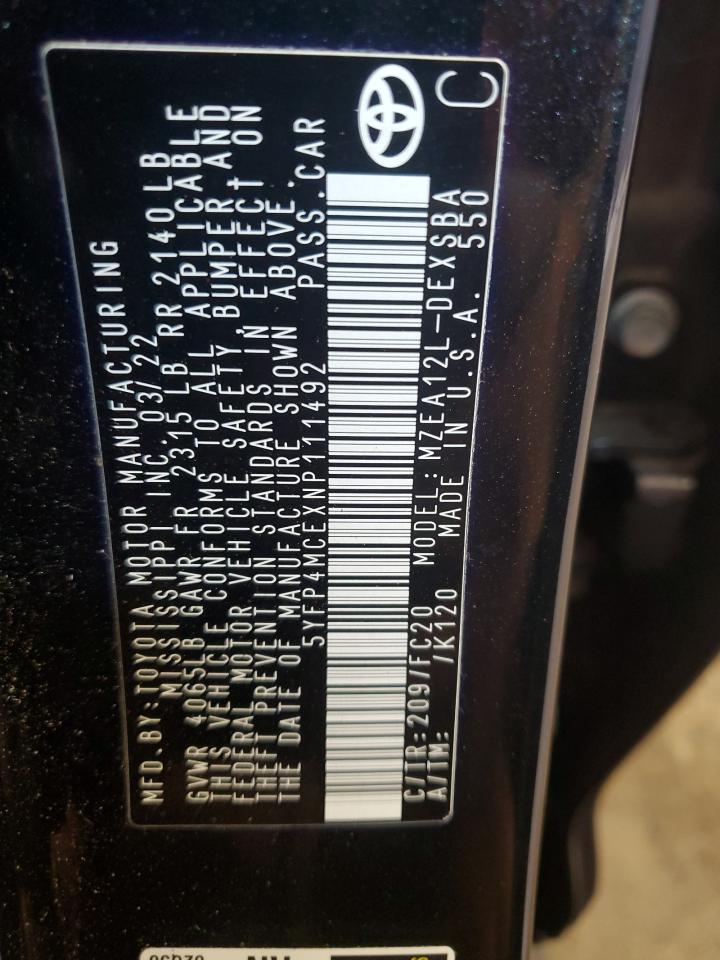 MFD.BY:TOYOTA MOTOR MANUFACTURING
MISSISSIPPI INC. 03/22
GVWR 4065LB GAWR FR 2315 LB RR 2140LB
THIS VEHICLE CONFORMS TO ALL APPLICABLE
FEDERAL MOTOR VEHICLE SAFETY,BUMPER AND
THEFT PREVENTION STANDARDS IN EFFECT ON
THE DATE OF MANUFACTURE SHOWN ABOVE.
5YFP4MCEXNP111492 PASS.CAR
C/TR:209/FC20 MODEL:MZEA12L-DEXSBA
A/TM: /K120 MADE IN U.S.A. 550
C